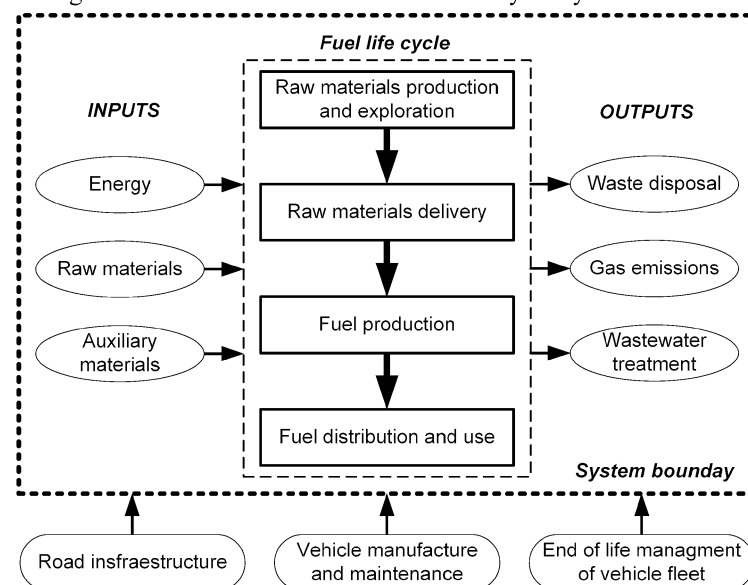 Fuel life cycle
INPUTS
OUTPUTS
Raw materials production
and exploration
Energy
Raw materials
Auxiliary
materials
Raw materials delivery
Fuel production
Fuel distribution and use
Waste disposal
Gas emissions
Wastewater
treatment
System bounday
Road insfraestructure
Vehicle manufacture
and maintenance
End of life managment
of vehicle fleet